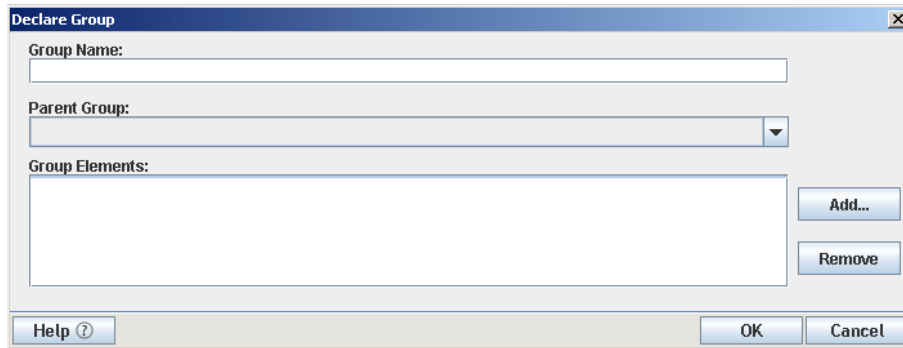 Declare Group
Group Name:
Parent Group:
Group Elements:
Add...
Remove
Help ?
OK
Cancel